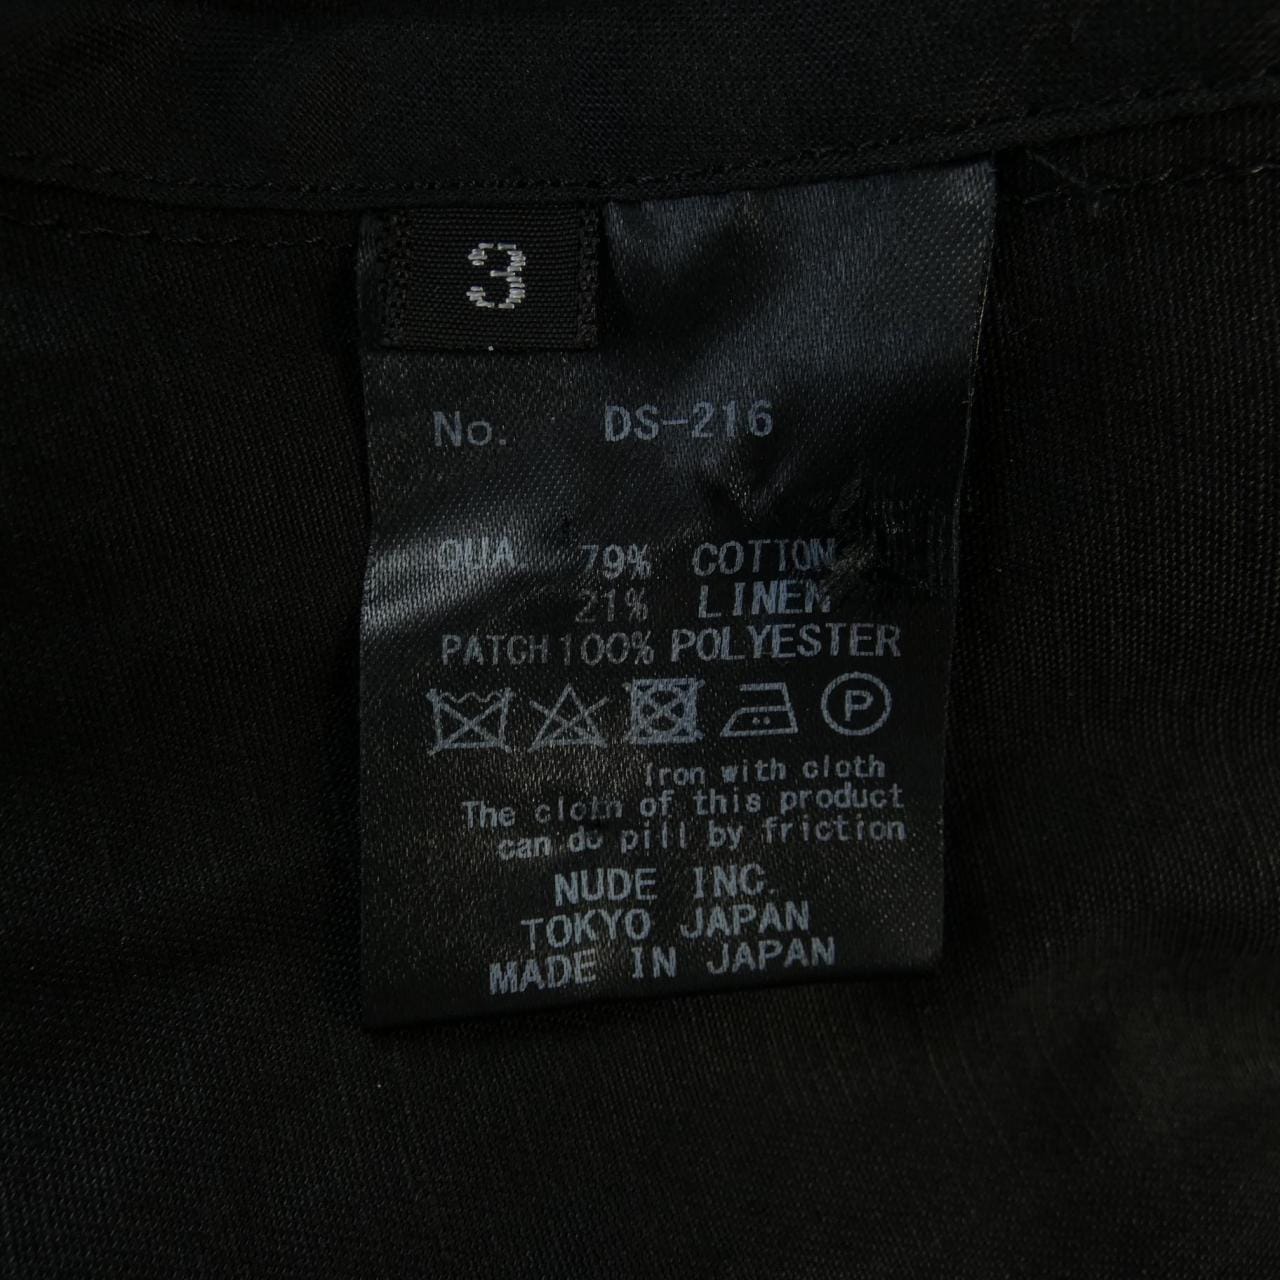 3
No. DS-216
QUA. 79% COTTON
21% LINEN
PATCH 100% POLYESTER
P
Iron with cloth
The cloth of this product
can do pill by friction
NUDE INC.
TOKYO JAPAN
MADE IN JAPAN